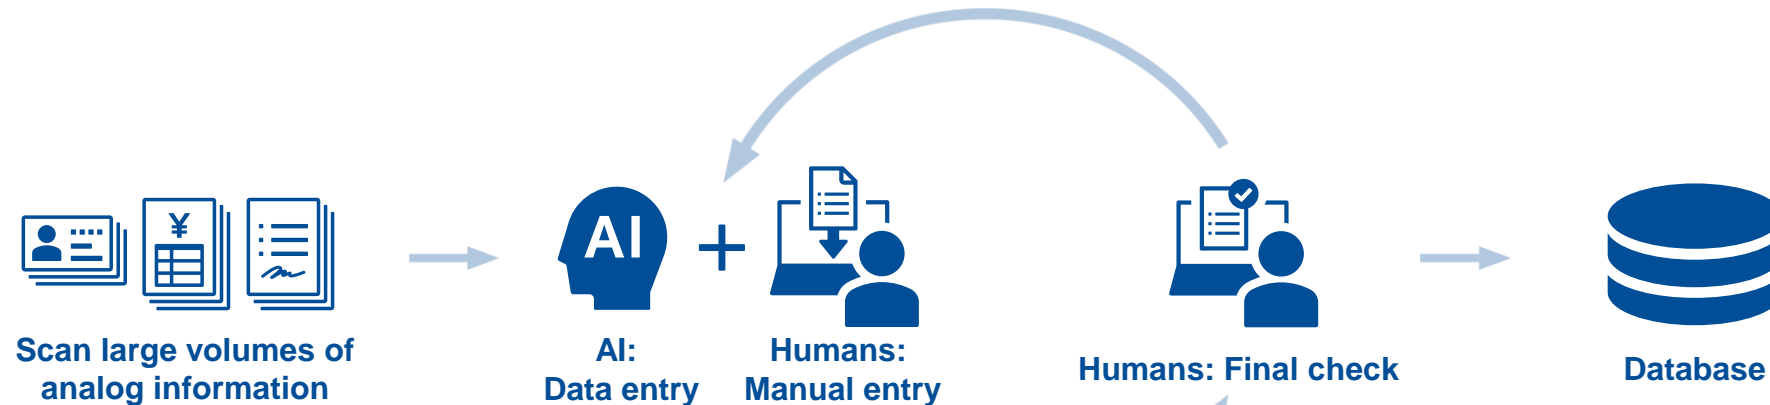 ¥
AI
Scan large volumes of
analog information
AI:
Data entry
Humans:
Manual entry
Humans: Final check
Database